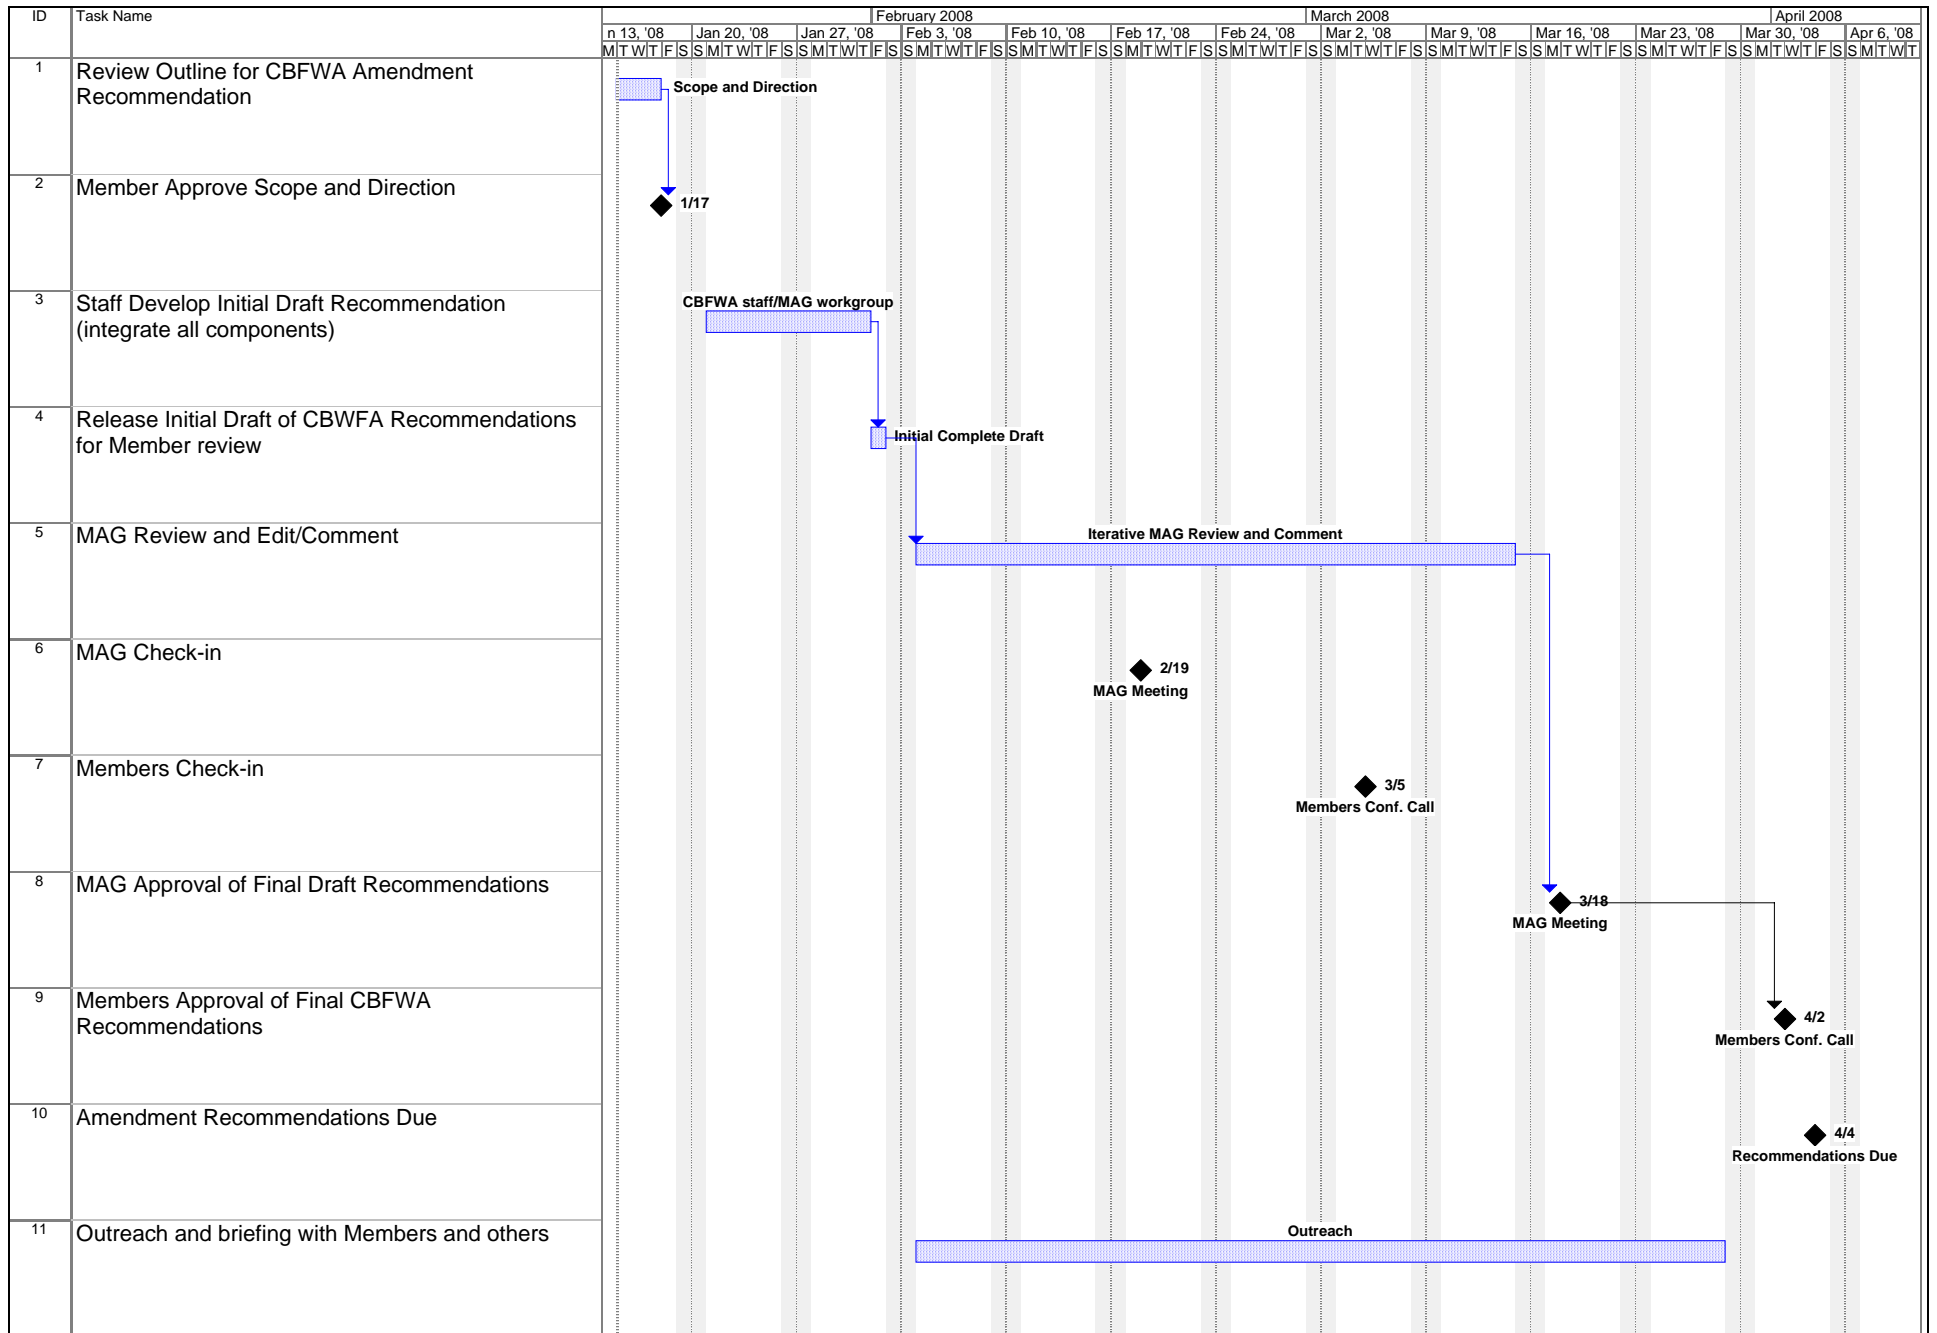 ID Task Name February 2008 March 2008 April 2008
n 13, '08 Jan 20, '08 Jan 27, '08 Feb 3, '08 Feb 10, '08 Feb 17, '08 Feb 24, '08 Mar 2, '08 Mar 9, '08 Mar 16, '08 Mar 23, '08 Mar 30, '08 Apr 6, '08
M T W T F S S M T W T F S S M T W T F S S M T W T F S S M T W T F S S M T W T F S S M T W T F S S M T W T F S S M T W T F S S M T W T F S S M T W T F S S M T W T F S S M T W T
1 Review Outline for CBFWA Amendment
Recommendation
Scope and Direction
2 Member Approve Scope and Direction
1/17
3 Staff Develop Initial Draft Recommendation
(integrate all components)
CBFWA staff/MAG workgroup
4 Release Initial Draft of CBWFA Recommendations
for Member review
Initial Complete Draft
5 MAG Review and Edit/Comment
Iterative MAG Review and Comment
6 MAG Check-in
2/19
MAG Meeting
7 Members Check-in
3/5
Members Conf. Call
8 MAG Approval of Final Draft Recommendations
3/18
MAG Meeting
9 Members Approval of Final CBFWA
Recommendations
4/2
Members Conf. Call
10 Amendment Recommendations Due
4/4
Recommendations Due
11 Outreach and briefing with Members and others
Outreach